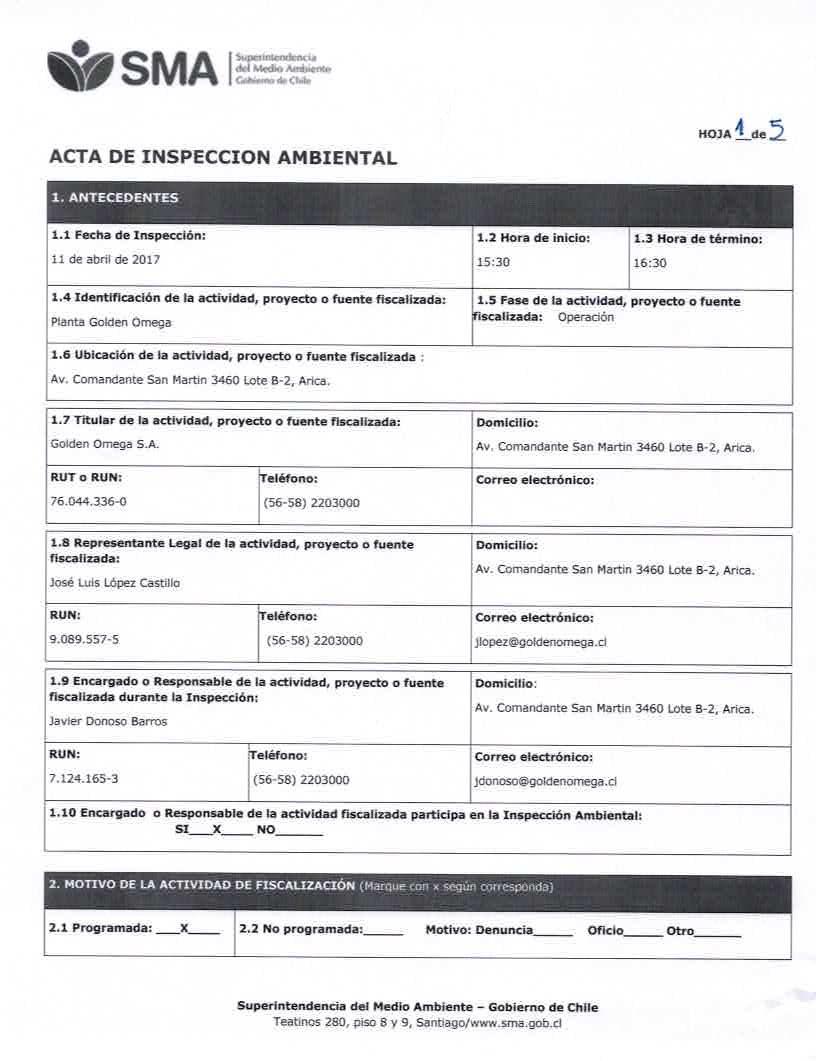 SMA
Superintendencia
del Medio Ambiente
Gobierno de Chile
HOJA 1 de 5
ACTA DE INSPECCION AMBIENTAL
1. ANTECEDENTES
1.1 Fecha de Inspección:
11 de abril de 2017
1.2 Hora de inicio:
15:30
1.3 Hora de término:
16:30
1.4 Identificación de la actividad, proyecto o fuente fiscalizada:
Planta Golden Omega
1.5 Fase de la actividad, proyecto o fuente
fiscalizada: Operación
1.6 Ubicación de la actividad, proyecto o fuente fiscalizada :
Av. Comandante San Martin 3460 Lote B-2, Arica.
1.7 Titular de la actividad, proyecto o fuente fiscalizada:
Golden Omega S.A.
Domicilio:
Av. Comandante San Martin 3460 Lote B-2, Arica.
RUT o RUN:
76.044.336-0
Teléfono:
(56-58) 2203000
Correo electrónico:
1.8 Representante Legal de la actividad, proyecto o fuente
fiscalizada:
José Luis López Castillo
Domicilio:
Av. Comandante San Martin 3460 Lote B-2, Arica.
RUN:
9.089.557-5
Teléfono:
(56-58) 2203000
Correo electrónico:
jlopez@goldenomega.cl
1.9 Encargado o Responsable de la actividad, proyecto o fuente
fiscalizada durante la Inspección:
Javier Donoso Barros
Domicilio:
Av. Comandante San Martin 3460 Lote B-2, Arica.
RUN:
7.124.165-3
Teléfono:
(56-58) 2203000
Correo electrónico:
jdonoso@goldenomega.cl
1.10 Encargado o Responsable de la actividad fiscalizada participa en la Inspección Ambiental:
SI___X_____ NO_______
2. MOTIVO DE LA ACTIVIDAD DE FISCALIZACIÓN (Marque con x según corresponda)
2.1 Programada: ___X____
2.2 No programada:______ Motivo: Denuncia______ Oficio______ Otro_______
Superintendencia del Medio Ambiente – Gobierno de Chile
Teatinos 280, piso 8 y 9, Santiago/www.sma.gob.cl